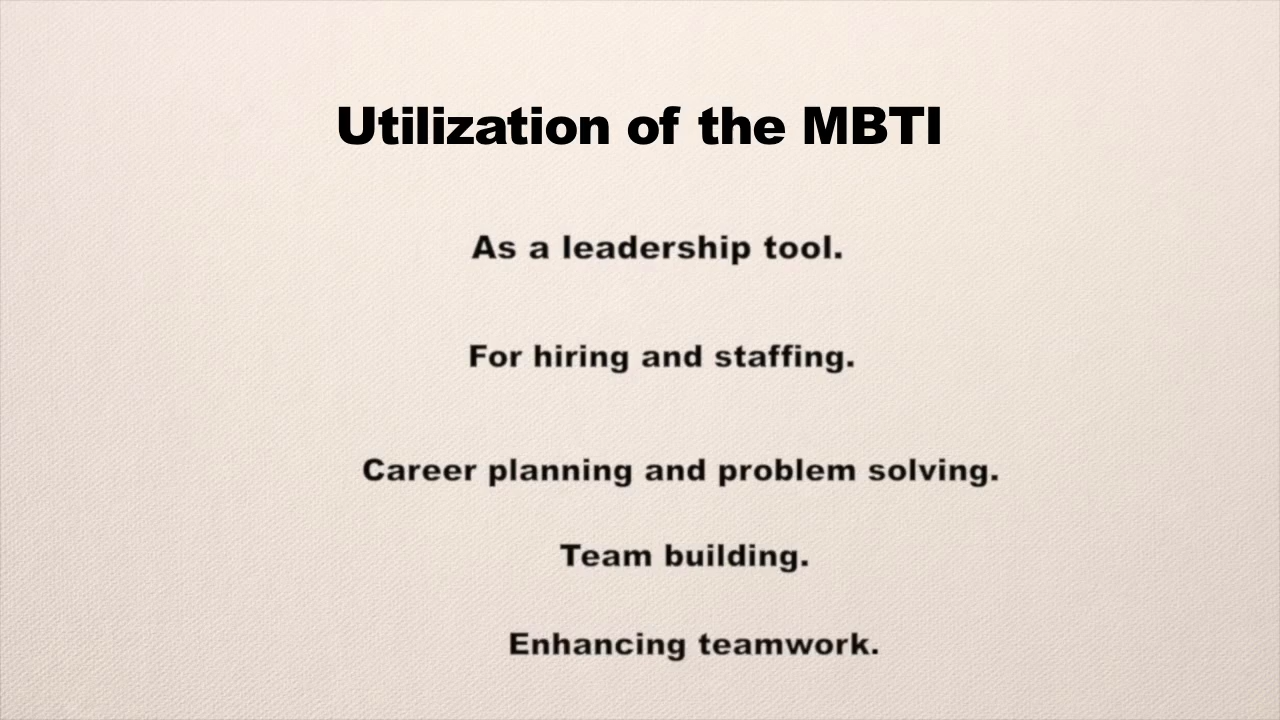 Utilization of the MBTI
As a leadership tool.
For hiring and staffing.
Career planning and problem solving.
Team building.
Enhancing teamwork.